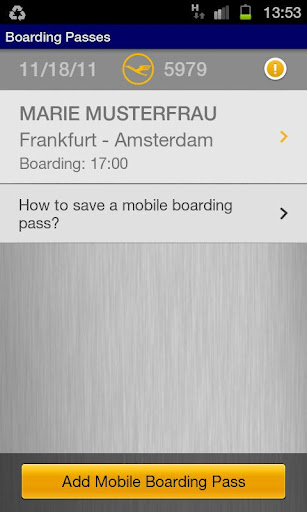 H 13:53
Boarding Passes
11/18/11 5979
MARIE MUSTERFRAU
Frankfurt - Amsterdam
Boarding: 17:00
How to save a mobile boarding
pass?
Add Mobile Boarding Pass